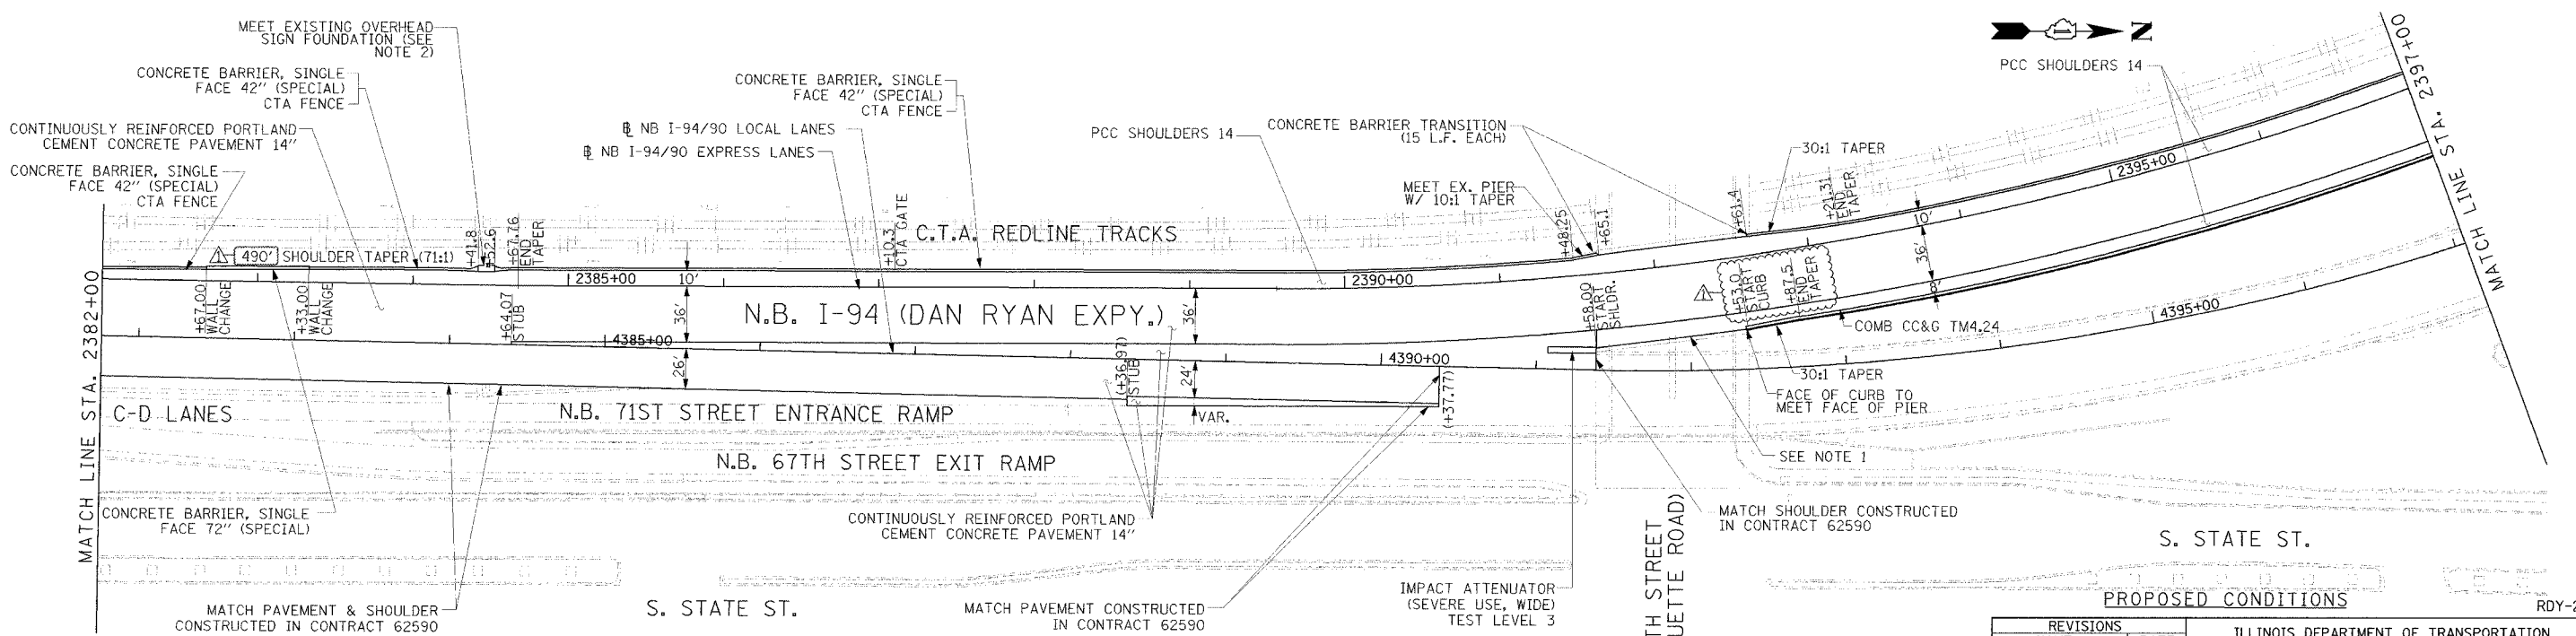 MEET EXISTING OVERHEAD
SIGN FOUNDATION (SEE
NOTE 2)
CONCRETE BARRIER, SINGLE
FACE 42" (SPECIAL)
CTA FENCE
CONTINUOUSLY REINFORCED PORTLAND
CEMENT CONCRETE PAVEMENT 14"
CONCRETE BARRIER, SINGLE
FACE 42" (SPECIAL)
CTA FENCE
CONCRETE BARRIER, SINGLE
FACE 42" (SPECIAL)
CTA FENCE
℄ NB I-94/90 LOCAL LANES
℄ NB I-94/90 EXPRESS LANES
PCC SHOULDERS 14
CONCRETE BARRIER TRANSITION
(15 L.F. EACH)
30:1 TAPER
MEET EX. PIER
W/ 10:1 TAPER
N
PCC SHOULDERS 14
MATCH LINE STA. 2397+00
MATCH LINE STA. 2382+00
1 490' SHOULDER TAPER (71:1)
+41.8
+52.6
+67.76
END
TAPER
+10.3
CTA GATE
C.T.A. REDLINE TRACKS
+48.25
+65.1
+61.4
+21.31
END
TAPER
2385+00
10'
2390+00
2395+00
10'
+67.00
WALL
CHANGE
+33.00
WALL
CHANGE
+64.07
STUB
36'
N.B. I-94 (DAN RYAN EXPY.)
36'
+58.00
START
SHLDR.
1
+53.0
START
CURB
+87.5
END
TAPER
36'
8'
COMB CC&G TM4.24
4385+00
4390+00
4395+00
26'
(+36.97)
STUB
24'
(+37.77)
VAR.
30:1 TAPER
FACE OF CURB TO
MEET FACE OF PIER
C-D LANES
N.B. 71ST STREET ENTRANCE RAMP
N.B. 67TH STREET EXIT RAMP
SEE NOTE 1
CONCRETE BARRIER, SINGLE
FACE 72" (SPECIAL)
CONTINUOUSLY REINFORCED PORTLAND
CEMENT CONCRETE PAVEMENT 14"
MATCH SHOULDER CONSTRUCTED
IN CONTRACT 62590
S. STATE ST.
MATCH PAVEMENT & SHOULDER
CONSTRUCTED IN CONTRACT 62590
S. STATE ST.
MATCH PAVEMENT CONSTRUCTED
IN CONTRACT 62590
IMPACT ATTENUATOR
(SEVERE USE, WIDE)
TEST LEVEL 3
TH STREET
UETTE ROAD)
PROPOSED CONDITIONS
RDY-2
REVISIONS
ILLINOIS DEPARTMENT OF TRANSPORTATION